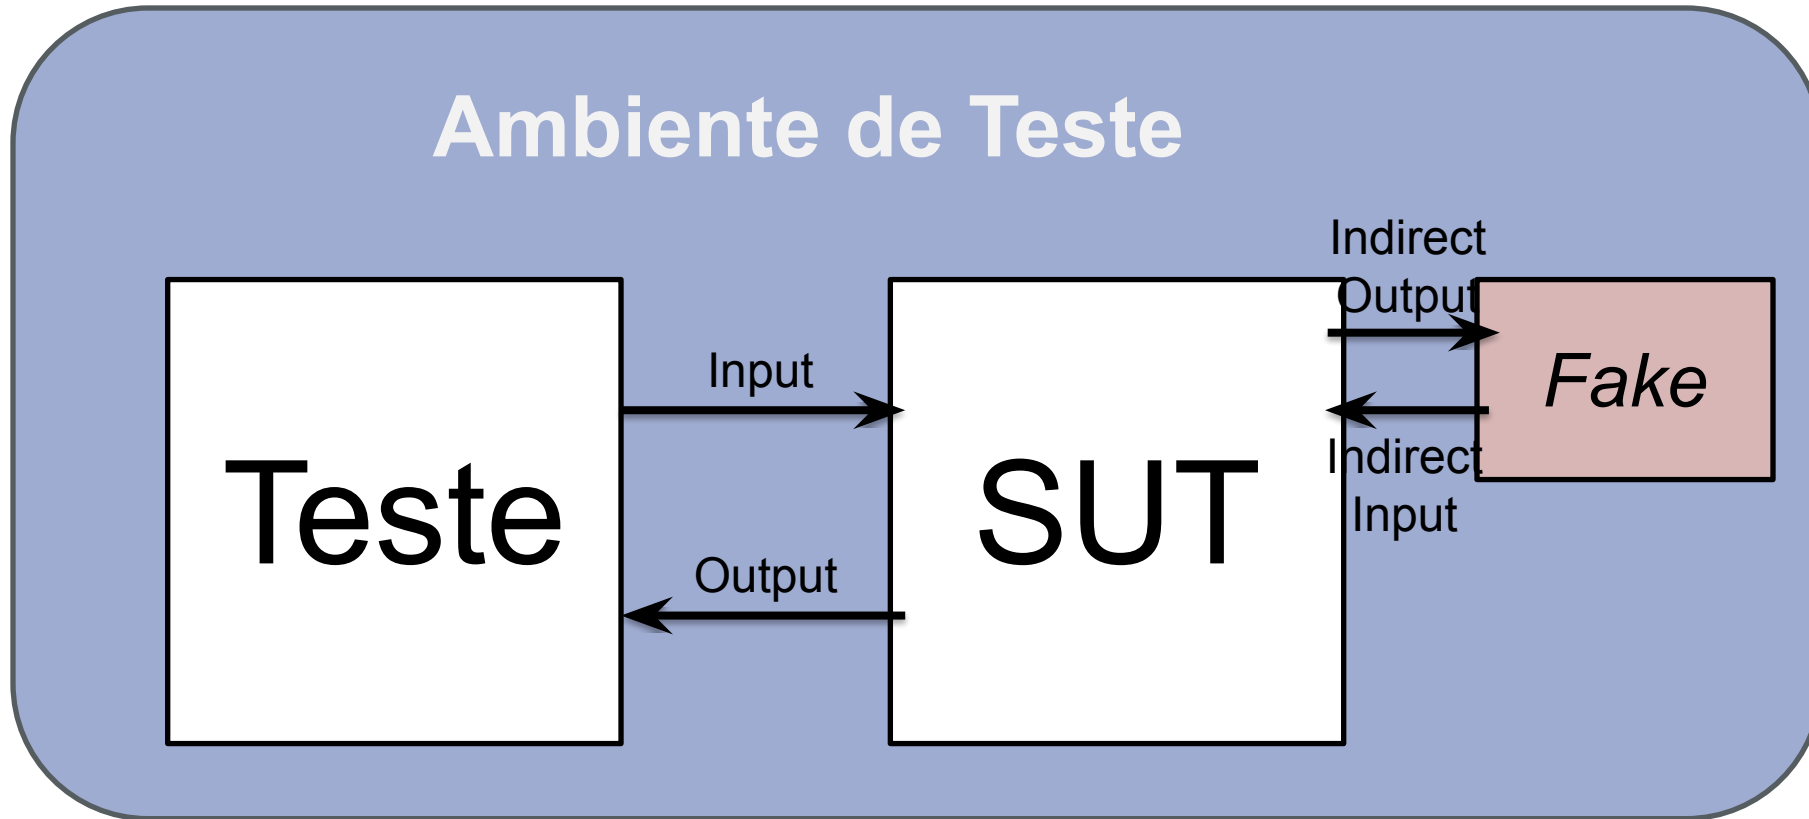 Ambiente de Teste
Teste
Input
Output
SUT
Indirect
Output
Indirect
Input
Fake